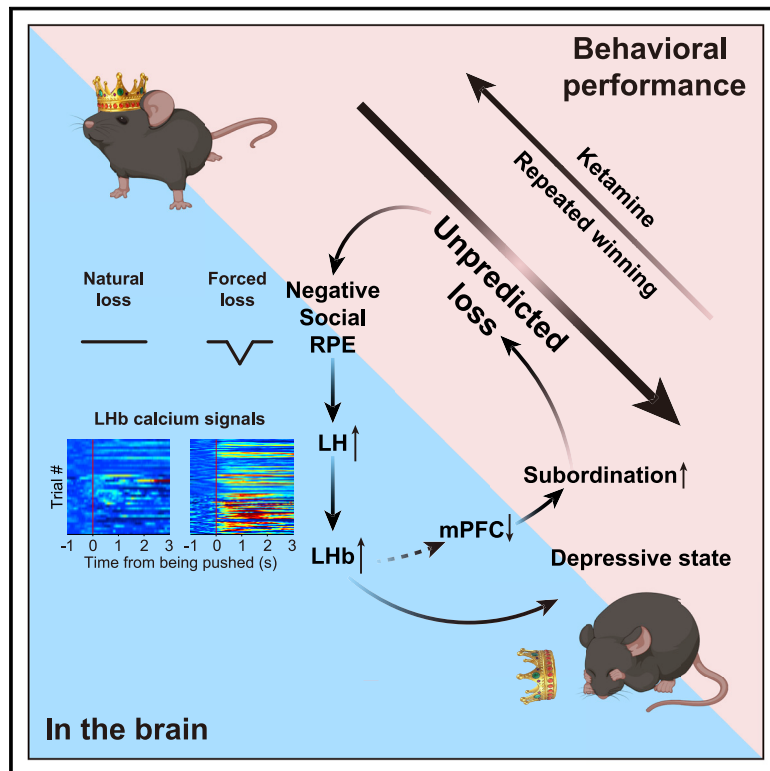 Behavioral
performance
Ketamine
Repeated winning
Unpredicted
loss
Natural
loss
Forced
loss
Negative
Social
RPE
LHb calcium signals
Trial #
-1 0 1 2 3 -1 0 1 2 3
Time from being pushed (s)
LH↑
LHb↑
mPFC↓
Subordination↑
Depressive state
In the brain